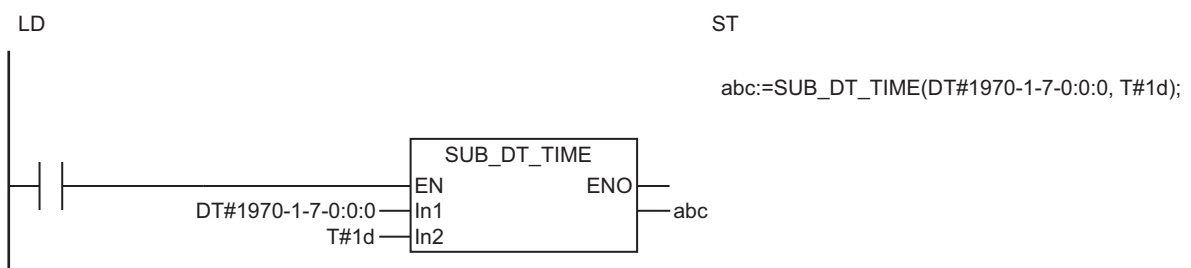 LD
ST
abc:=SUB_DT_TIME(DT#1970-1-7-0:0:0, T#1d);
SUB_DT_TIME
EN ENO
DT#1970-1-7-0:0:0 In1 abc
T#1d In2